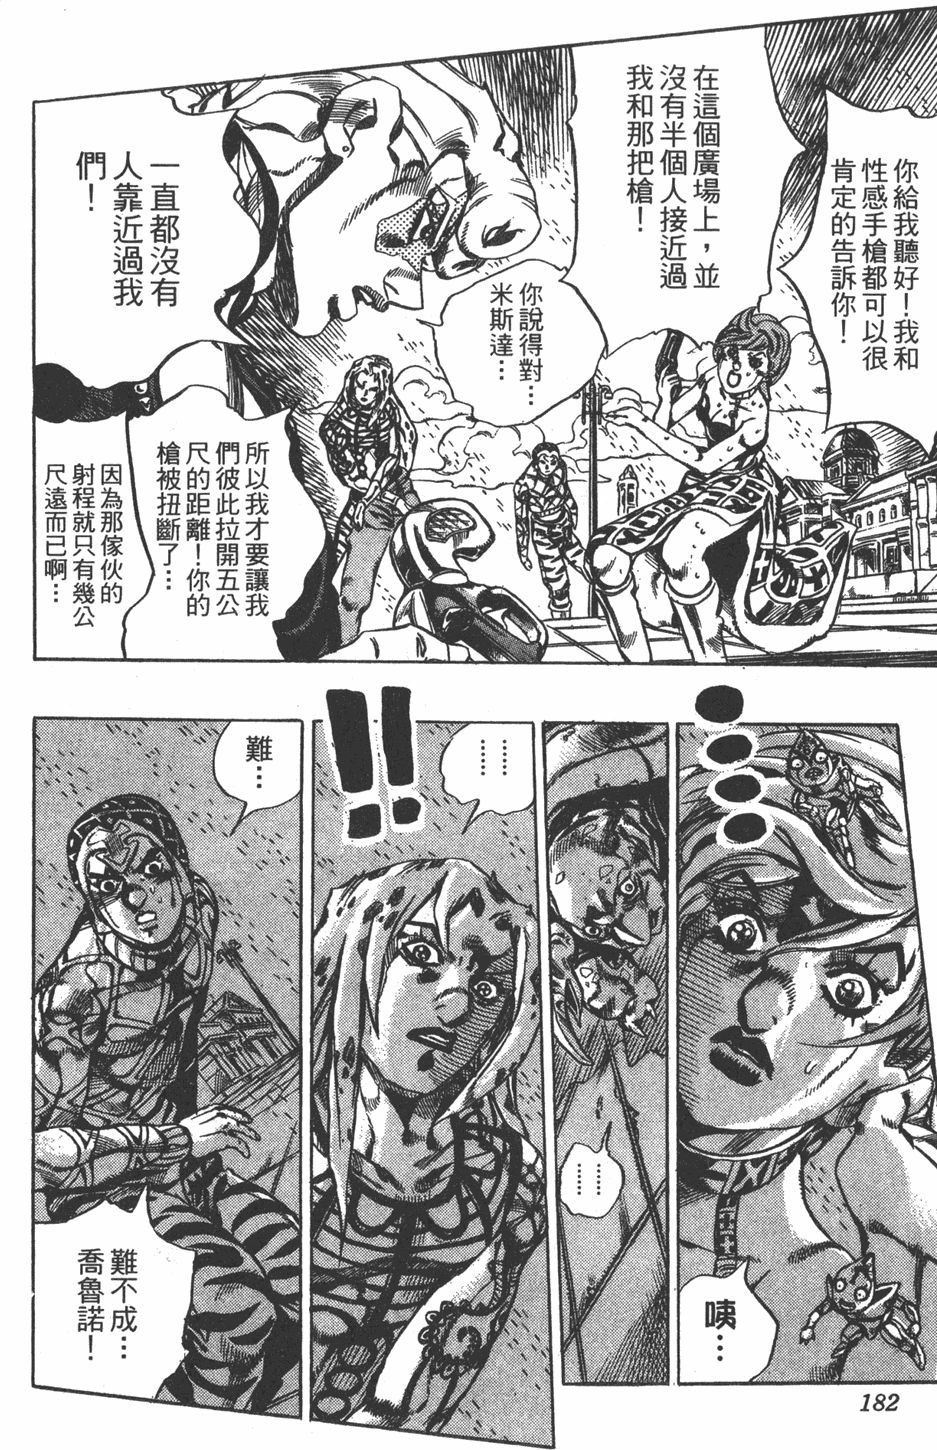 你給我聽好！我和
性感手槍都可以很
肯定的告訴你！
在這個廣場上，並
沒有半個人接近過
我和那把槍！
你說得對…
米斯達…
一直都沒有
人靠近過我
們！
所以我才要讓我
們彼此拉開五公
尺的距離！你的
槍被扭斷了…
因為那傢伙的
射程就只有幾公
尺遠而已啊…
咦…
……
……
!!
難…
難不成…
喬魯諾！
182